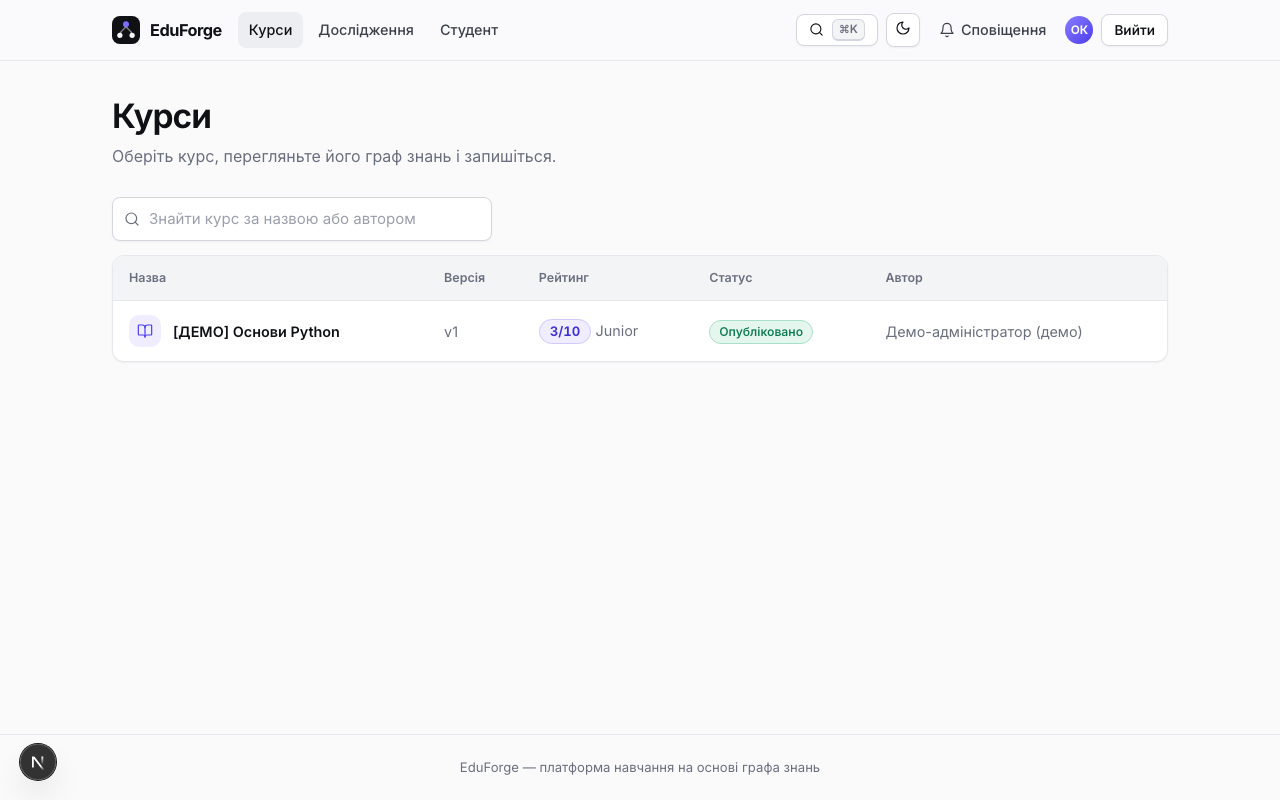 EduForge Курси Дослідження Студент ⌘K Сповіщення ОК Вийти
Курси
Оберіть курс, перегляньте його граф знань і запишіться.
Знайти курс за назвою або автором
Назва Версія Рейтинг Статус Автор
[ДЕМО] Основи Python v1 3/10 Junior Опубліковано Демо-адміністратор (демо)
N
EduForge — платформа навчання на основі графа знань